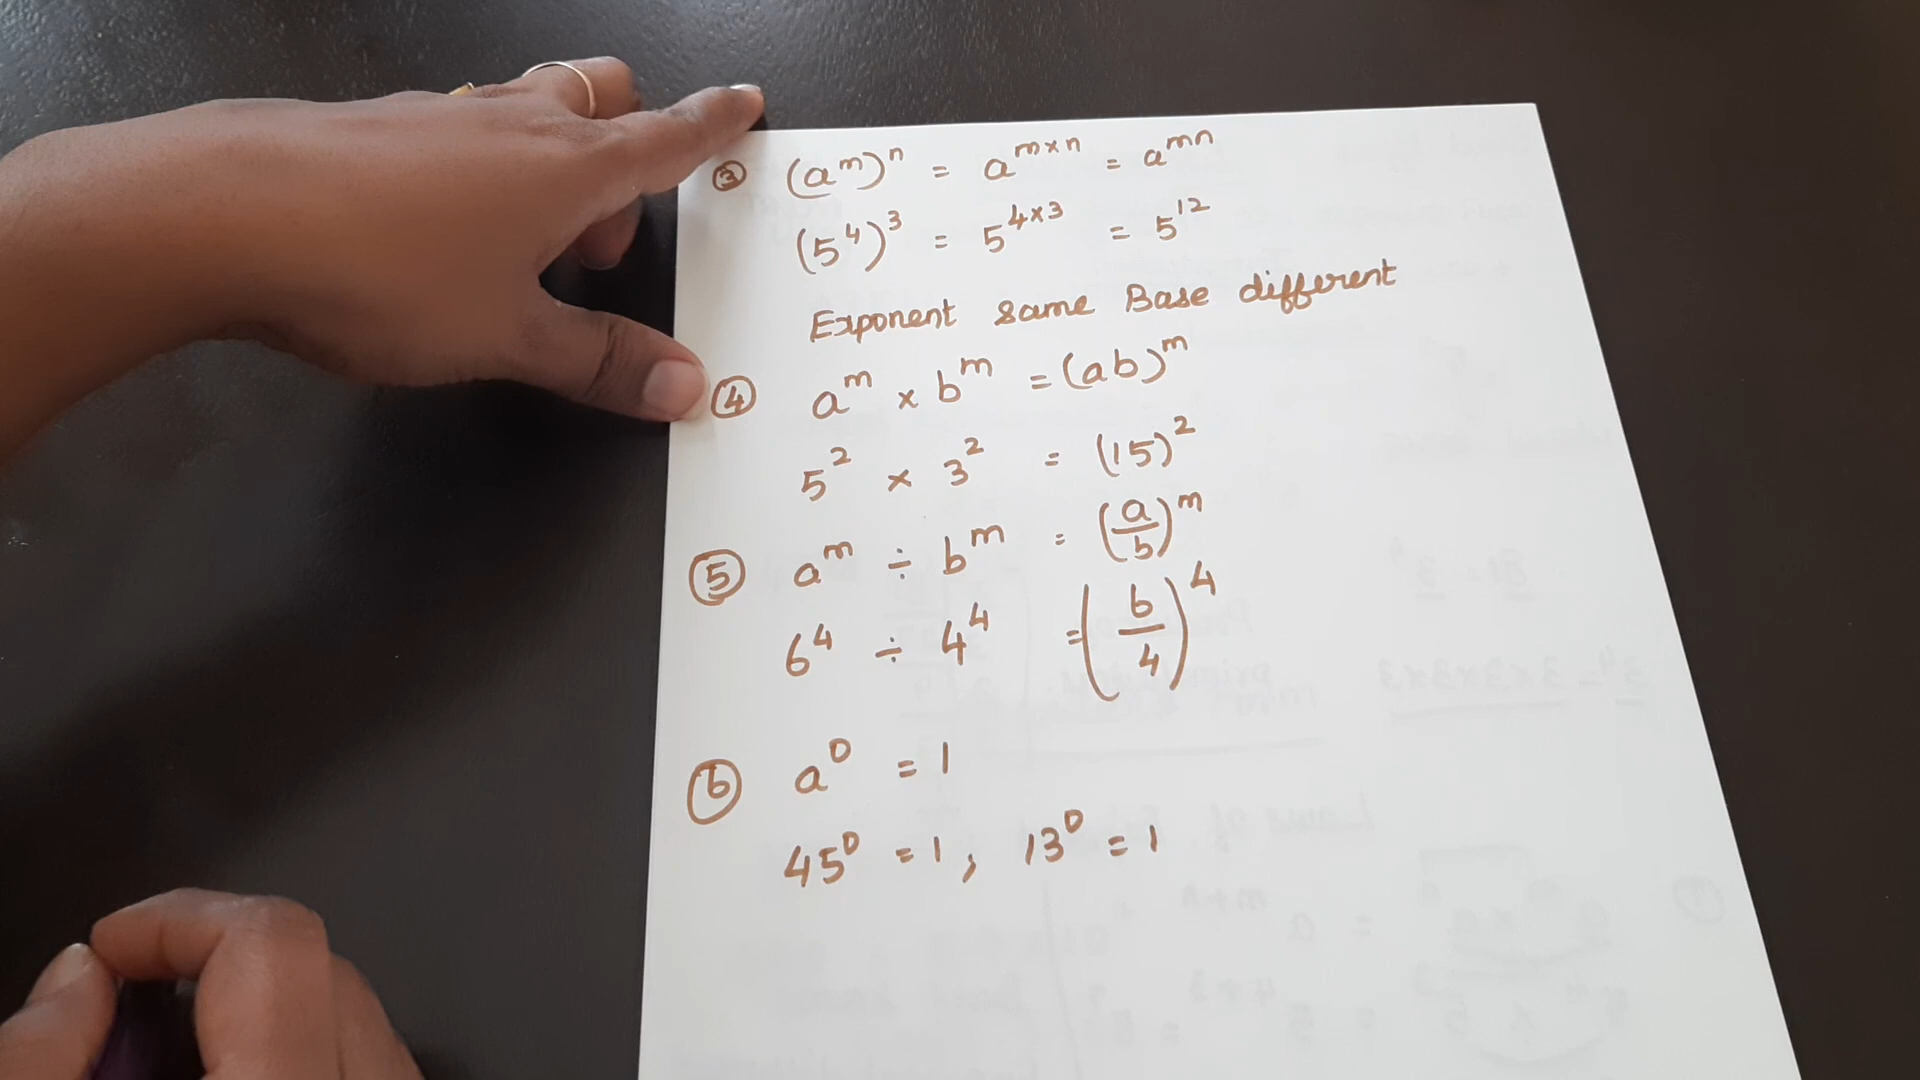 ③ (a^m)^n = a^{m×n} = a^{mn}
(5^4)^3 = 5^{4×3} = 5^{12}
Exponent same Base different
④ a^m × b^m = (ab)^m
5^2 × 3^2 = (15)^2
⑤ a^m ÷ b^m = (a/b)^m
6^4 ÷ 4^4 = (6/4)^4
⑥ a^0 = 1
45^0 = 1 ; 13^0 = 1